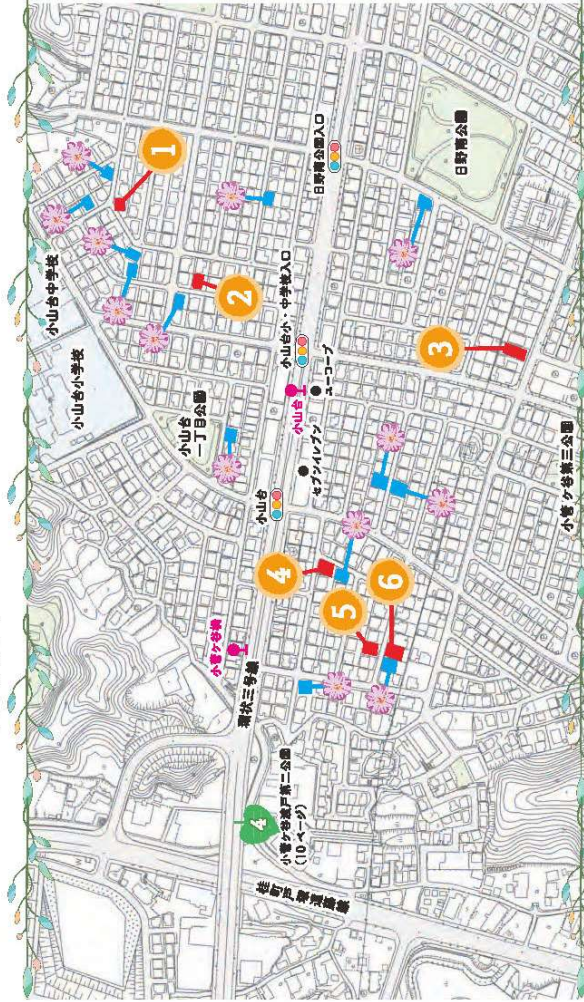 小山台中学校
小山台小学校
小山台
一丁目公園
1
2
日野南公園入口
日野南公園
小山台小・中学校入口
小山台
ユーコープ
セブンイレブン
小山台
3
小菅ケ谷第三公園
4
5
6
小菅ケ谷橋
環状三号線
4
小菅ケ谷瀬戸第二公園
(10ページ)
桂町戸塚遠路線